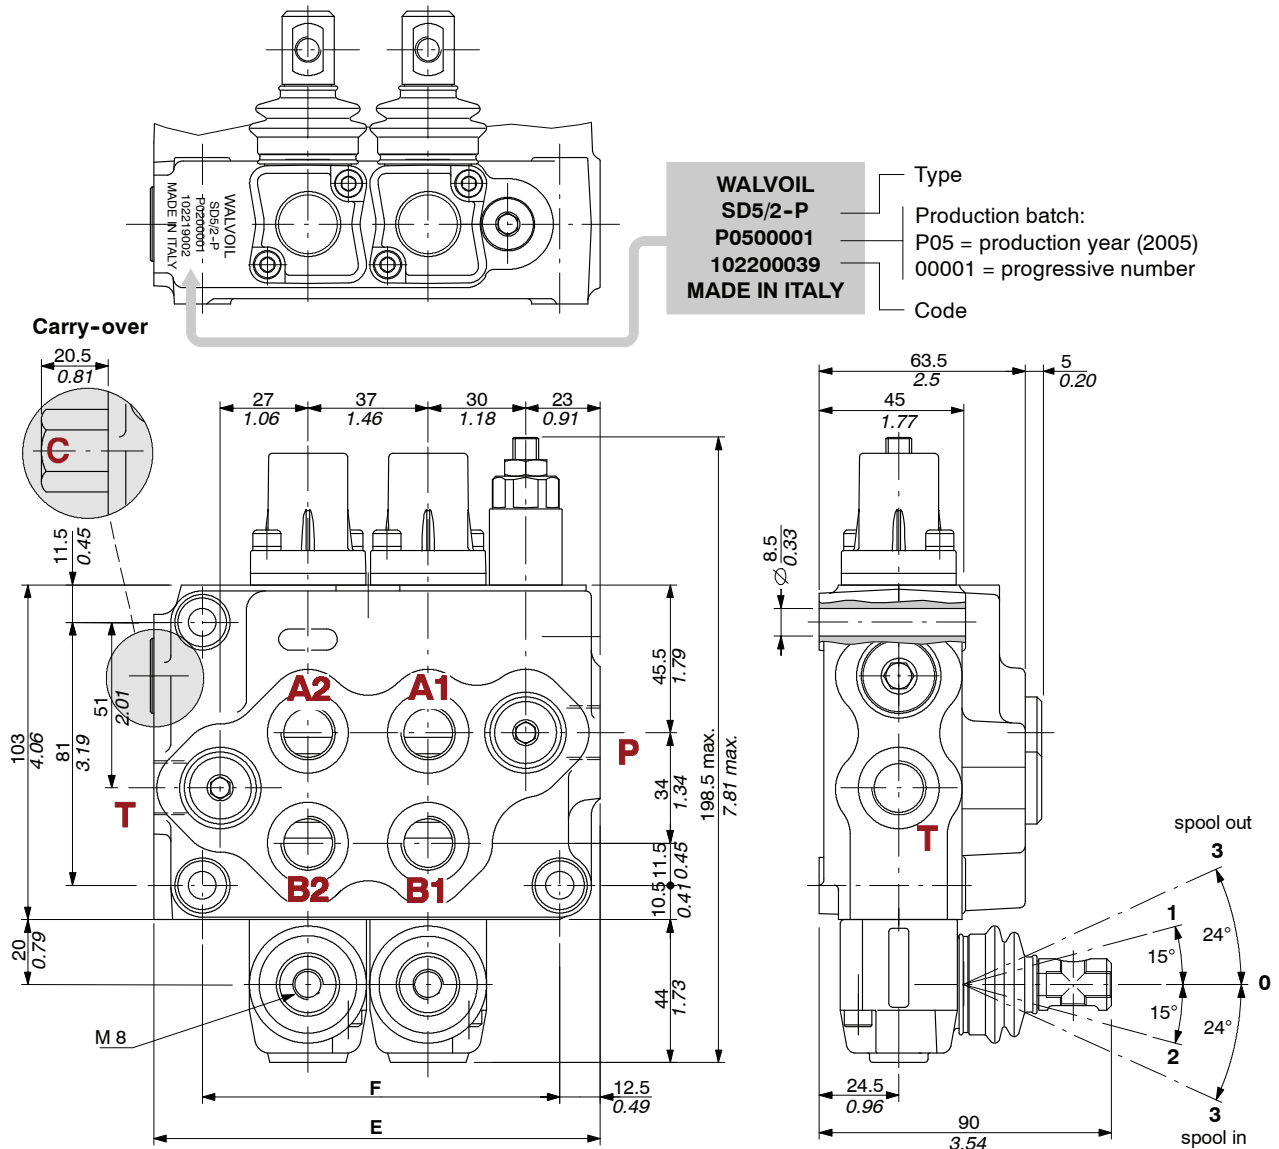 WALVOIL
SD5/2-P
P0200001
102219002
MADE IN ITALY
WALVOIL
SD5/2-P
P0500001
102200039
MADE IN ITALY
Type
Production batch:
P05 = production year (2005)
00001 = progressive number
Code
Carry-over
20.5
0.81
C
27
1.06
37
1.46
30
1.18
23
0.91
63.5
2.5
5
0.20
45
1.77
11.5
0.45
Ø 8.5
0.33
103
4.06
81
3.19
51
2.01
A2
A1
B2
B1
P
T
45.5
1.79
34
1.34
11.5
0.45
10.5
0.41
198.5 max.
7.81 max.
20
0.79
44
1.73
M 8
F
12.5
0.49
E
T
spool out
3
1
24°
15°
0
15°
24°
2
3
spool in
24.5
0.96
90
3.54